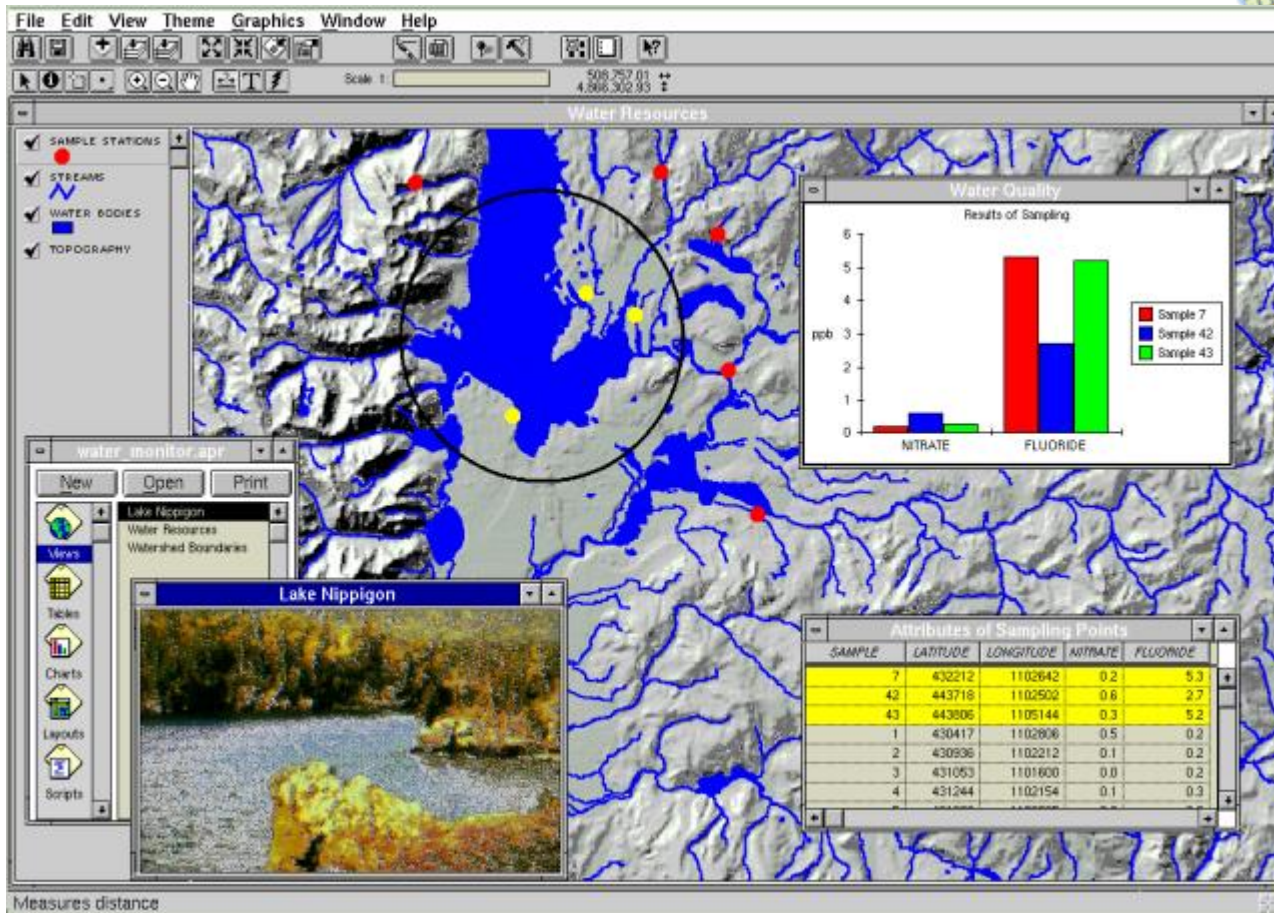 File Edit View Theme Graphics Window Help
Scale 1:
508,757.01
4,866,302.93
Water Resources
SAMPLE STATIONS
STREAMS
WATER BODIES
TOPOGRAPHY
Water Quality
Results of Sampling
6
5
4
ppb 3
2
1
0
NITRATE FLUORIDE
Sample 7
Sample 42
Sample 43
water_monitor.apr
New Open Print
Views
Tables
Charts
Layouts
Scripts
Lake Nippigon
Water Resources
Watershed Boundaries
Lake Nippigon
Attributes of Sampling Points
SAMPLE LATITUDE LONGITUDE NITRATE FLUORIDE
7 432212 1102642 0.2 5.3
42 443718 1102502 0.6 2.7
43 443806 1105144 0.3 5.2
1 430417 1102806 0.5 0.2
2 430936 1102212 0.1 0.2
3 431053 1101600 0.0 0.2
4 431244 1102154 0.1 0.3
Measures distance